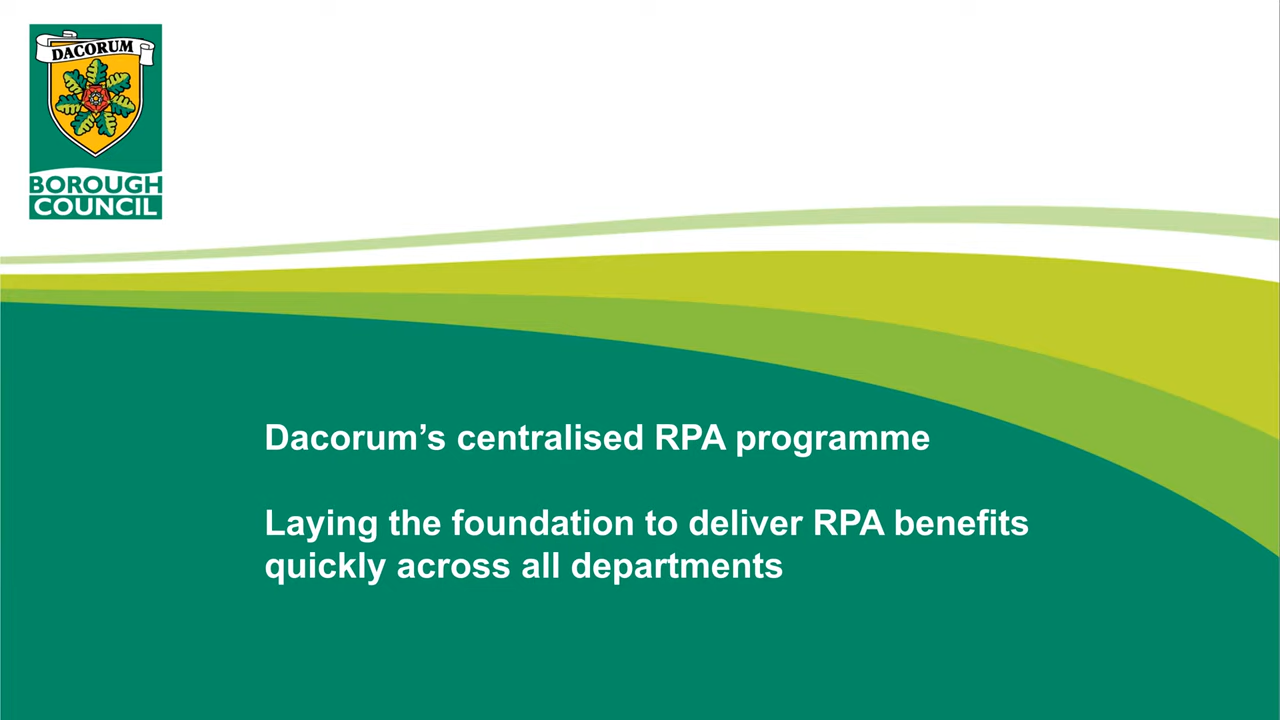 DACORUM
BOROUGH
COUNCIL
Dacorum’s centralised RPA programme
Laying the foundation to deliver RPA benefits
quickly across all departments